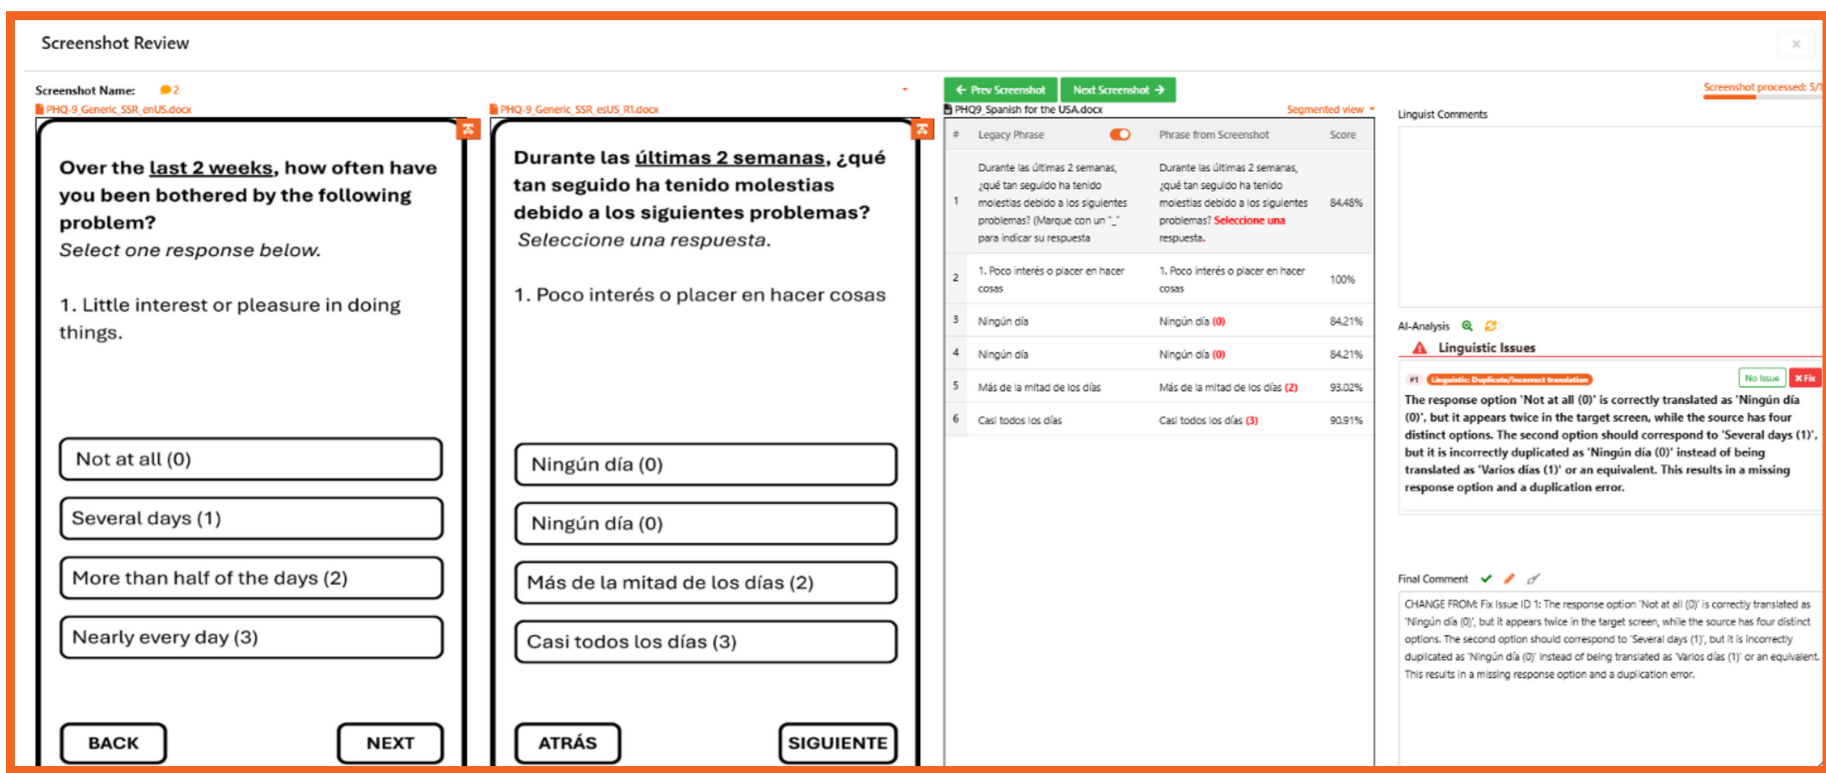 Screenshot Review
×
Screenshot Name: 2
PHQ-9_Generic_SSR_enUS.docx
Over the last 2 weeks, how often have
you been bothered by the following
problem?
Select one response below.
1. Little interest or pleasure in doing
things.
Not at all (0)
Several days (1)
More than half of the days (2)
Nearly every day (3)
BACK
NEXT
PHQ-9_Generic_SSR_esUS_R1.docx
Durante las últimas 2 semanas, ¿qué
tan seguido ha tenido molestias
debido a los siguientes problemas?
Seleccione una respuesta.
1. Poco interés o placer en hacer cosas
Ningún día (0)
Ningún día (0)
Más de la mitad de los días (2)
Casi todos los días (3)
ATRÁS
SIGUIENTE
← Prev Screenshot
Next Screenshot →
PHQ9_Spanish for the USA.docx
Segmented view
# Legacy Phrase Phrase from Screenshot Score
1
Durante las últimas 2 semanas,
¿qué tan seguido ha tenido
molestias debido a los siguientes
problemas? (Marque con un "_"
para indicar su respuesta
Durante las últimas 2 semanas,
¿qué tan seguido ha tenido
molestias debido a los siguientes
problemas? Seleccione una
respuesta.
84.48%
2
1. Poco interés o placer en hacer
cosas
1. Poco interés o placer en hacer
cosas
100%
3 Ningún día Ningún día (0) 84.21%
4 Ningún día Ningún día (0) 84.21%
5 Más de la mitad de los días Más de la mitad de los días (2) 93.02%
6 Casi todos los días Casi todos los días (3) 90.91%
Screenshot processed: 5/1
Linguist Comments
AI-Analysis
Linguistic Issues
#1 Linguistic: Duplicate/incorrect translation
No Issue
× Fix
The response option 'Not at all (0)' is correctly translated as 'Ningún día
(0)', but it appears twice in the target screen, while the source has four
distinct options. The second option should correspond to 'Several days (1)',
but it is incorrectly duplicated as 'Ningún día (0)' instead of being
translated as 'Varios días (1)' or an equivalent. This results in a missing
response option and a duplication error.
Final Comment
CHANGE FROM: Fix Issue ID 1: The response option 'Not at all (0)' is correctly translated as
'Ningún día (0)', but it appears twice in the target screen, while the source has four distinct
options. The second option should correspond to 'Several days (1)', but it is incorrectly
duplicated as 'Ningún día (0)' instead of being translated as 'Varios días (1)' or an equivalent.
This results in a missing response option and a duplication error.